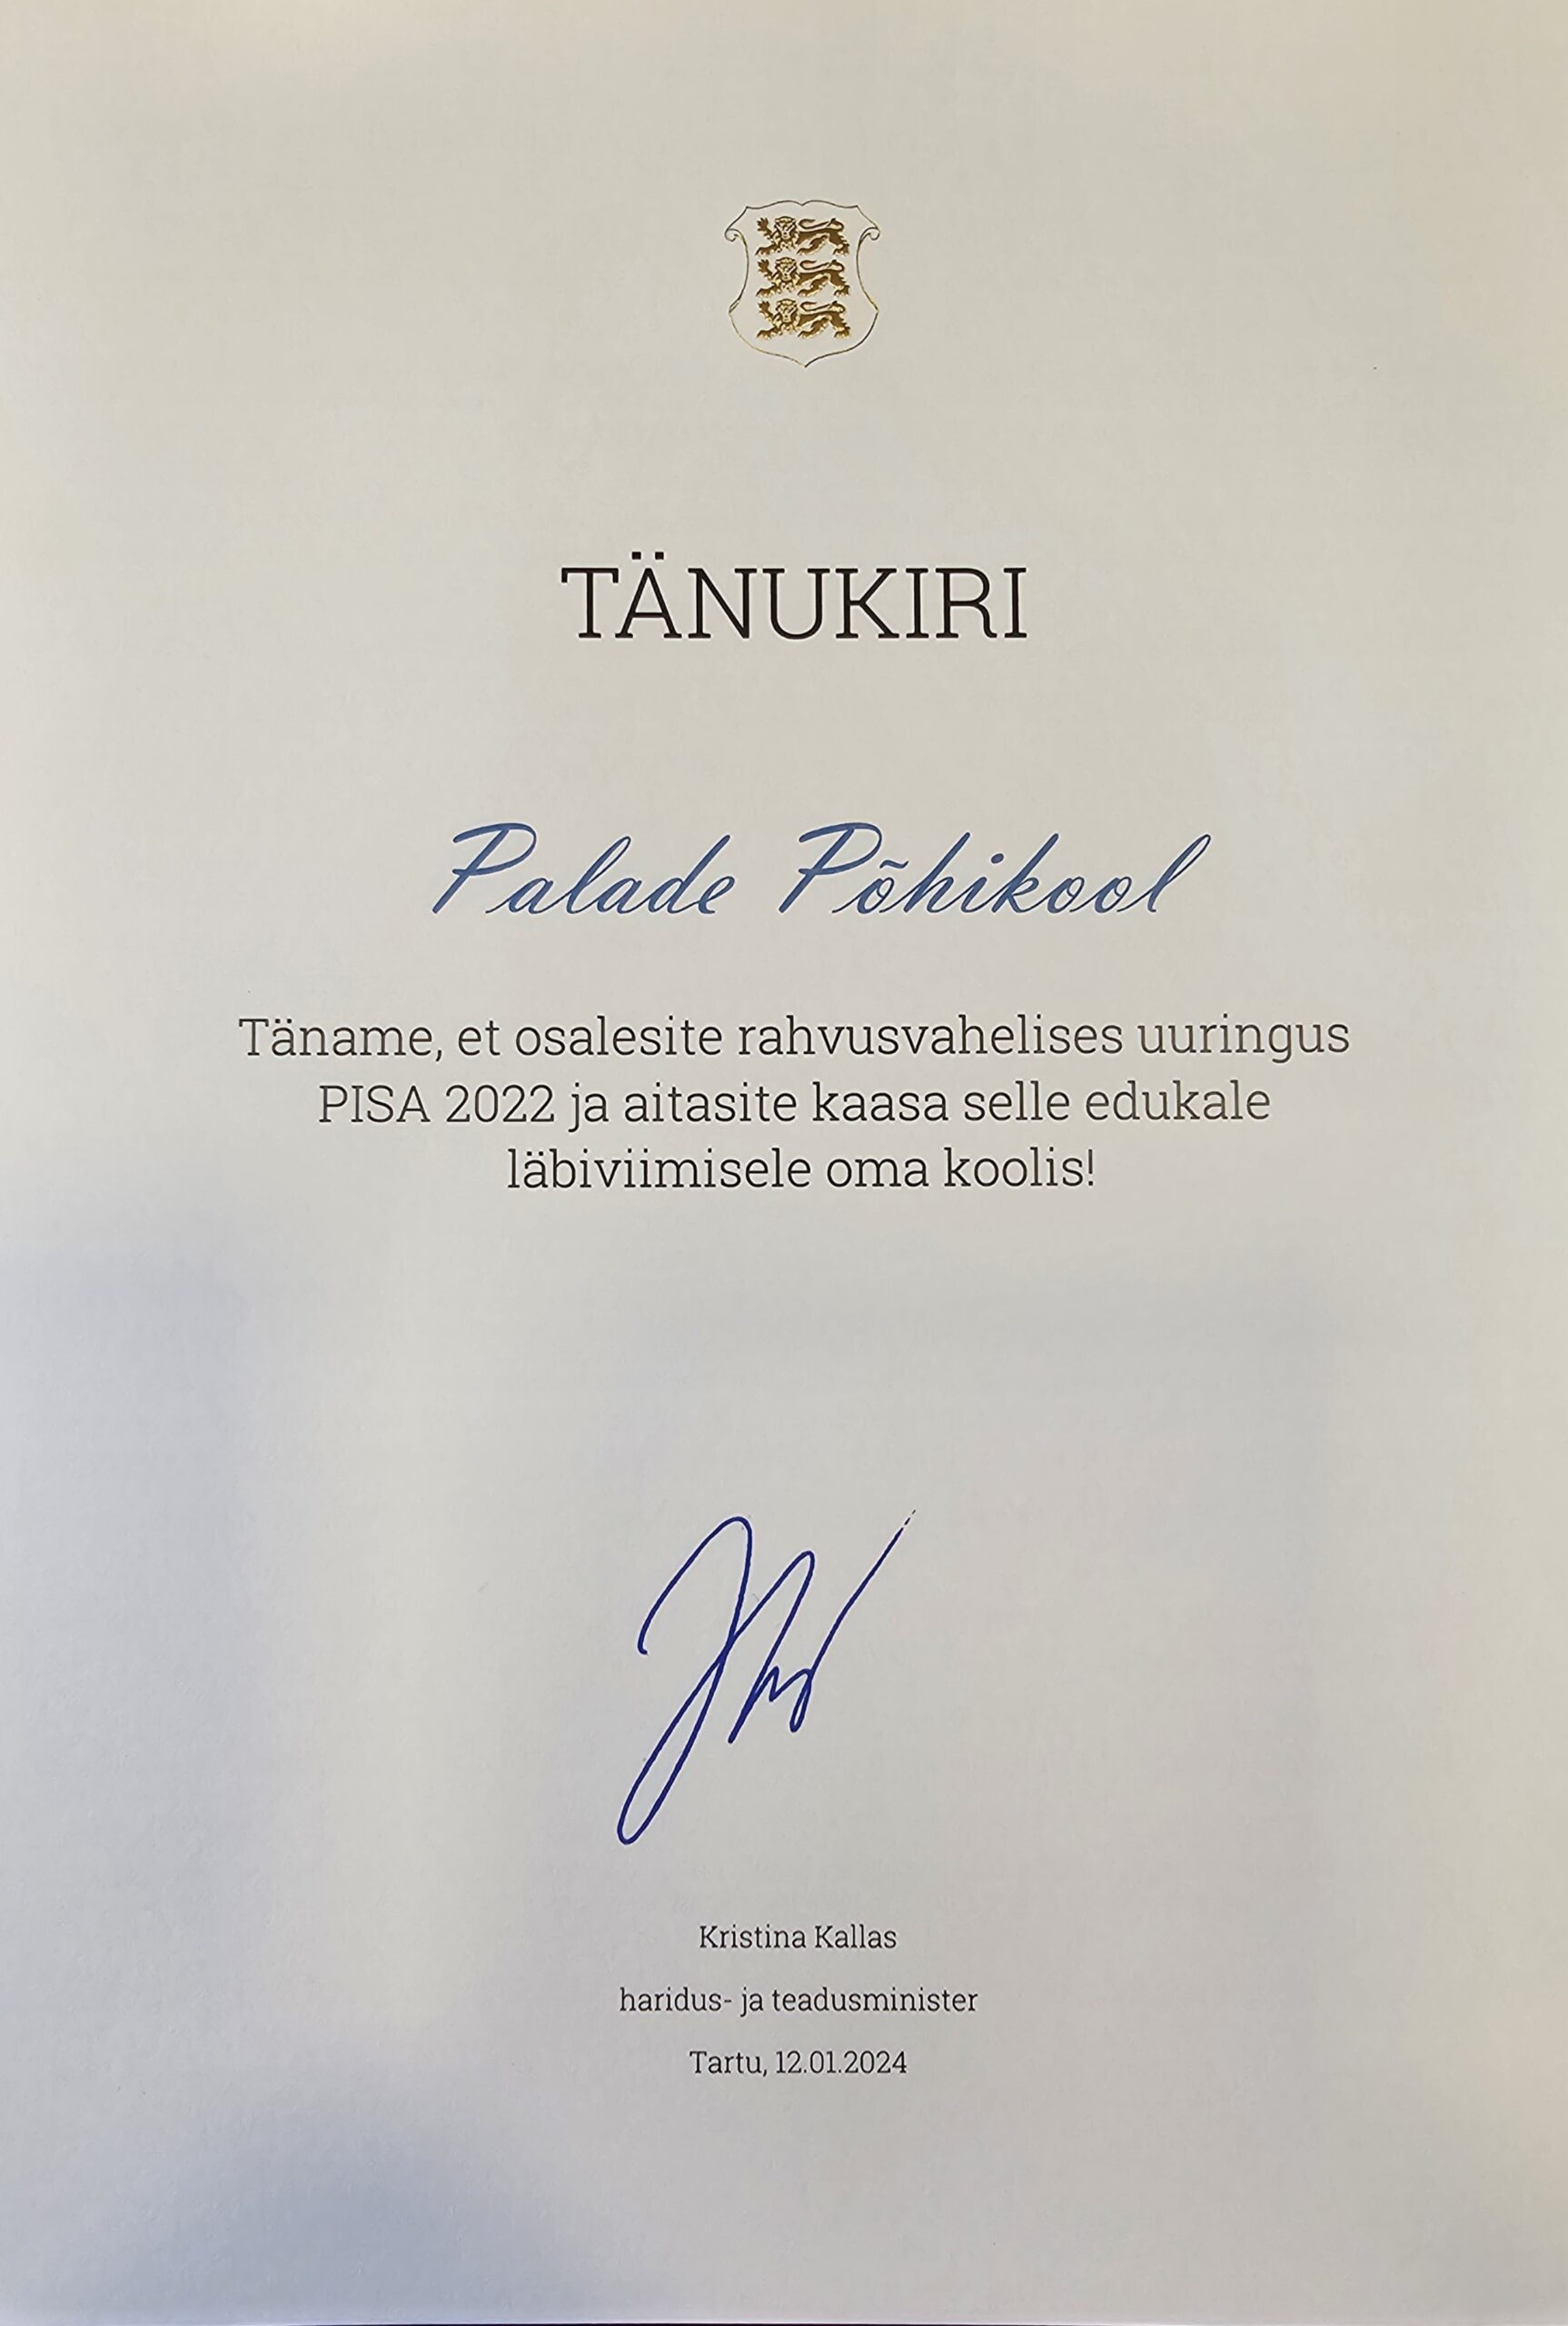 TÄNUKIRI
Palade Põhikool
Täname, et osalesite rahvusvahelises uuringus
PISA 2022 ja aitasite kaasa selle edukale
läbiviimisele oma koolis!
Kristina Kallas
haridus- ja teadusminister
Tartu, 12.01.2024